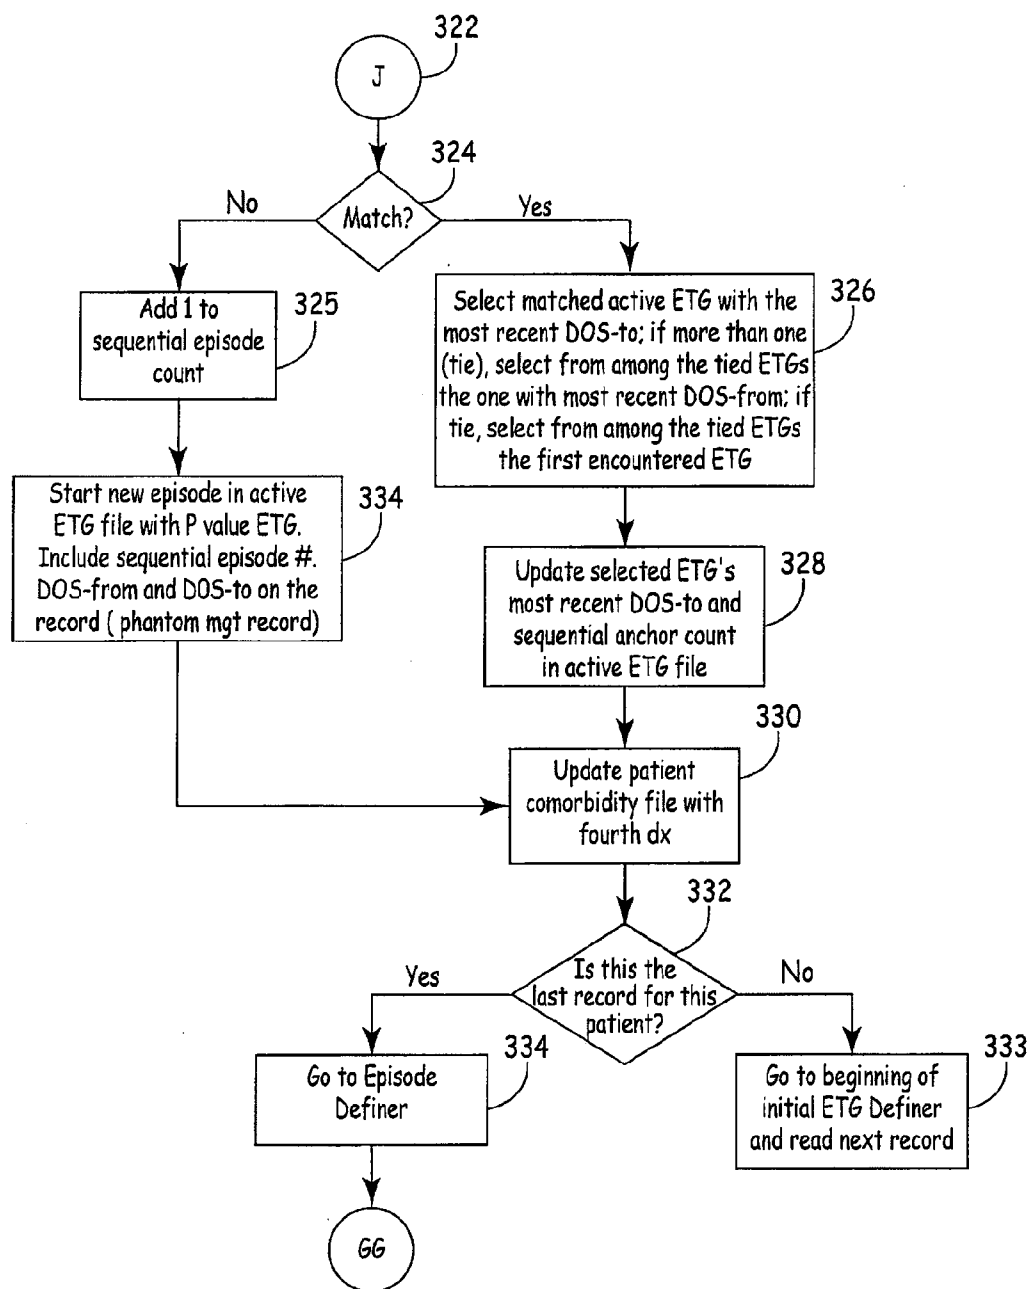 322
J
324
No
Match?
Yes
Add 1 to
sequential episode
count
325
Select matched active ETG with the
most recent DOS-to; if more than one
(tie), select from among the tied ETGs
the one with most recent DOS-from; if
tie, select from among the tied ETGs
the first encountered ETG
326
Start new episode in active
ETG file with P value ETG.
Include sequential episode #.
DOS-from and DOS-to on the
record ( phantom mgt record)
334
Update selected ETG's
most recent DOS-to and
sequential anchor count
in active ETG file
328
Update patient
comorbidity file with
fourth dx
330
332
Yes
Is this the
last record for this
patient?
No
Go to Episode
Definer
334
Go to beginning of
initial ETG Definer
and read next record
333
GG